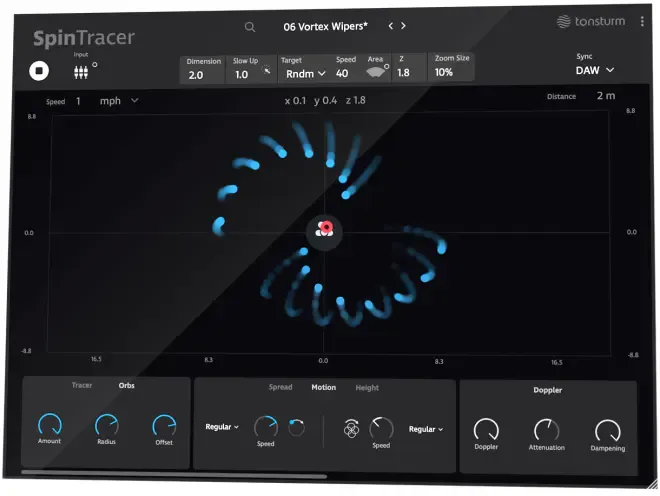 06 Vortex Wipers*
tonsturm
SpinTracer
Input
Dimension Slow Up Target Speed Area Z Zoom Size
2.0 1.0 Rndm 40 1.8 10%
Sync
DAW
Speed 1 mph
x 0.1 y 0.4 z 1.8
Distance 2 m
8.8 8.8
0.0 0.0
-8.8 -8.8
16.5 8.3 0.0 8.3 16.5
Tracer Orbs
Amount Radius Offset
Spread Motion Height
Regular Speed Speed Regular
Doppler
Doppler Attenuation Dampening